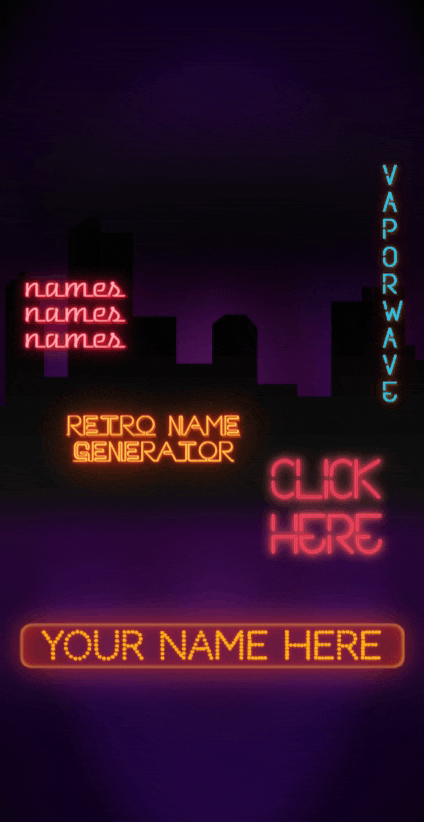 VAPORWAVE
names
names
names
RETRO NAME
GENERATOR
CLICK
HERE
YOUR NAME HERE